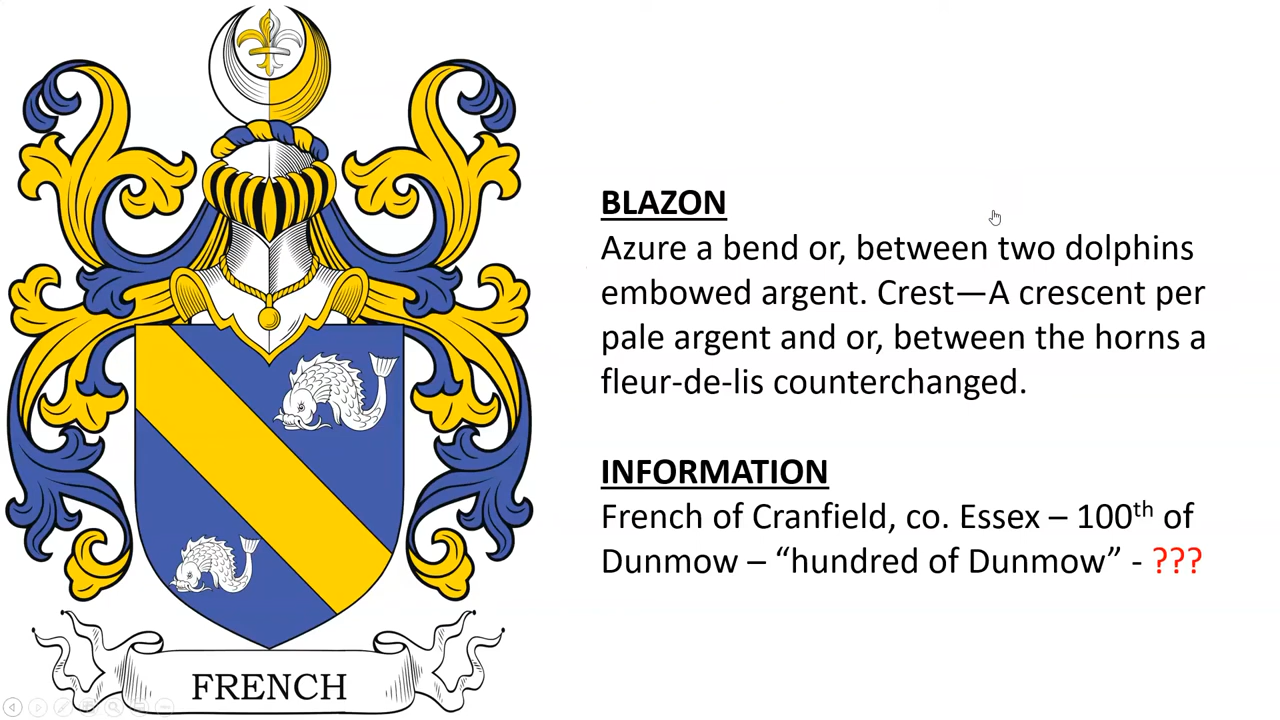 BLAZON
Azure a bend or, between two dolphins
embowed argent. Crest—A crescent per
pale argent and or, between the horns a
fleur-de-lis counterchanged.
INFORMATION
French of Cranfield, co. Essex – 100th of
Dunmow – “hundred of Dunmow” - ???
FRENCH